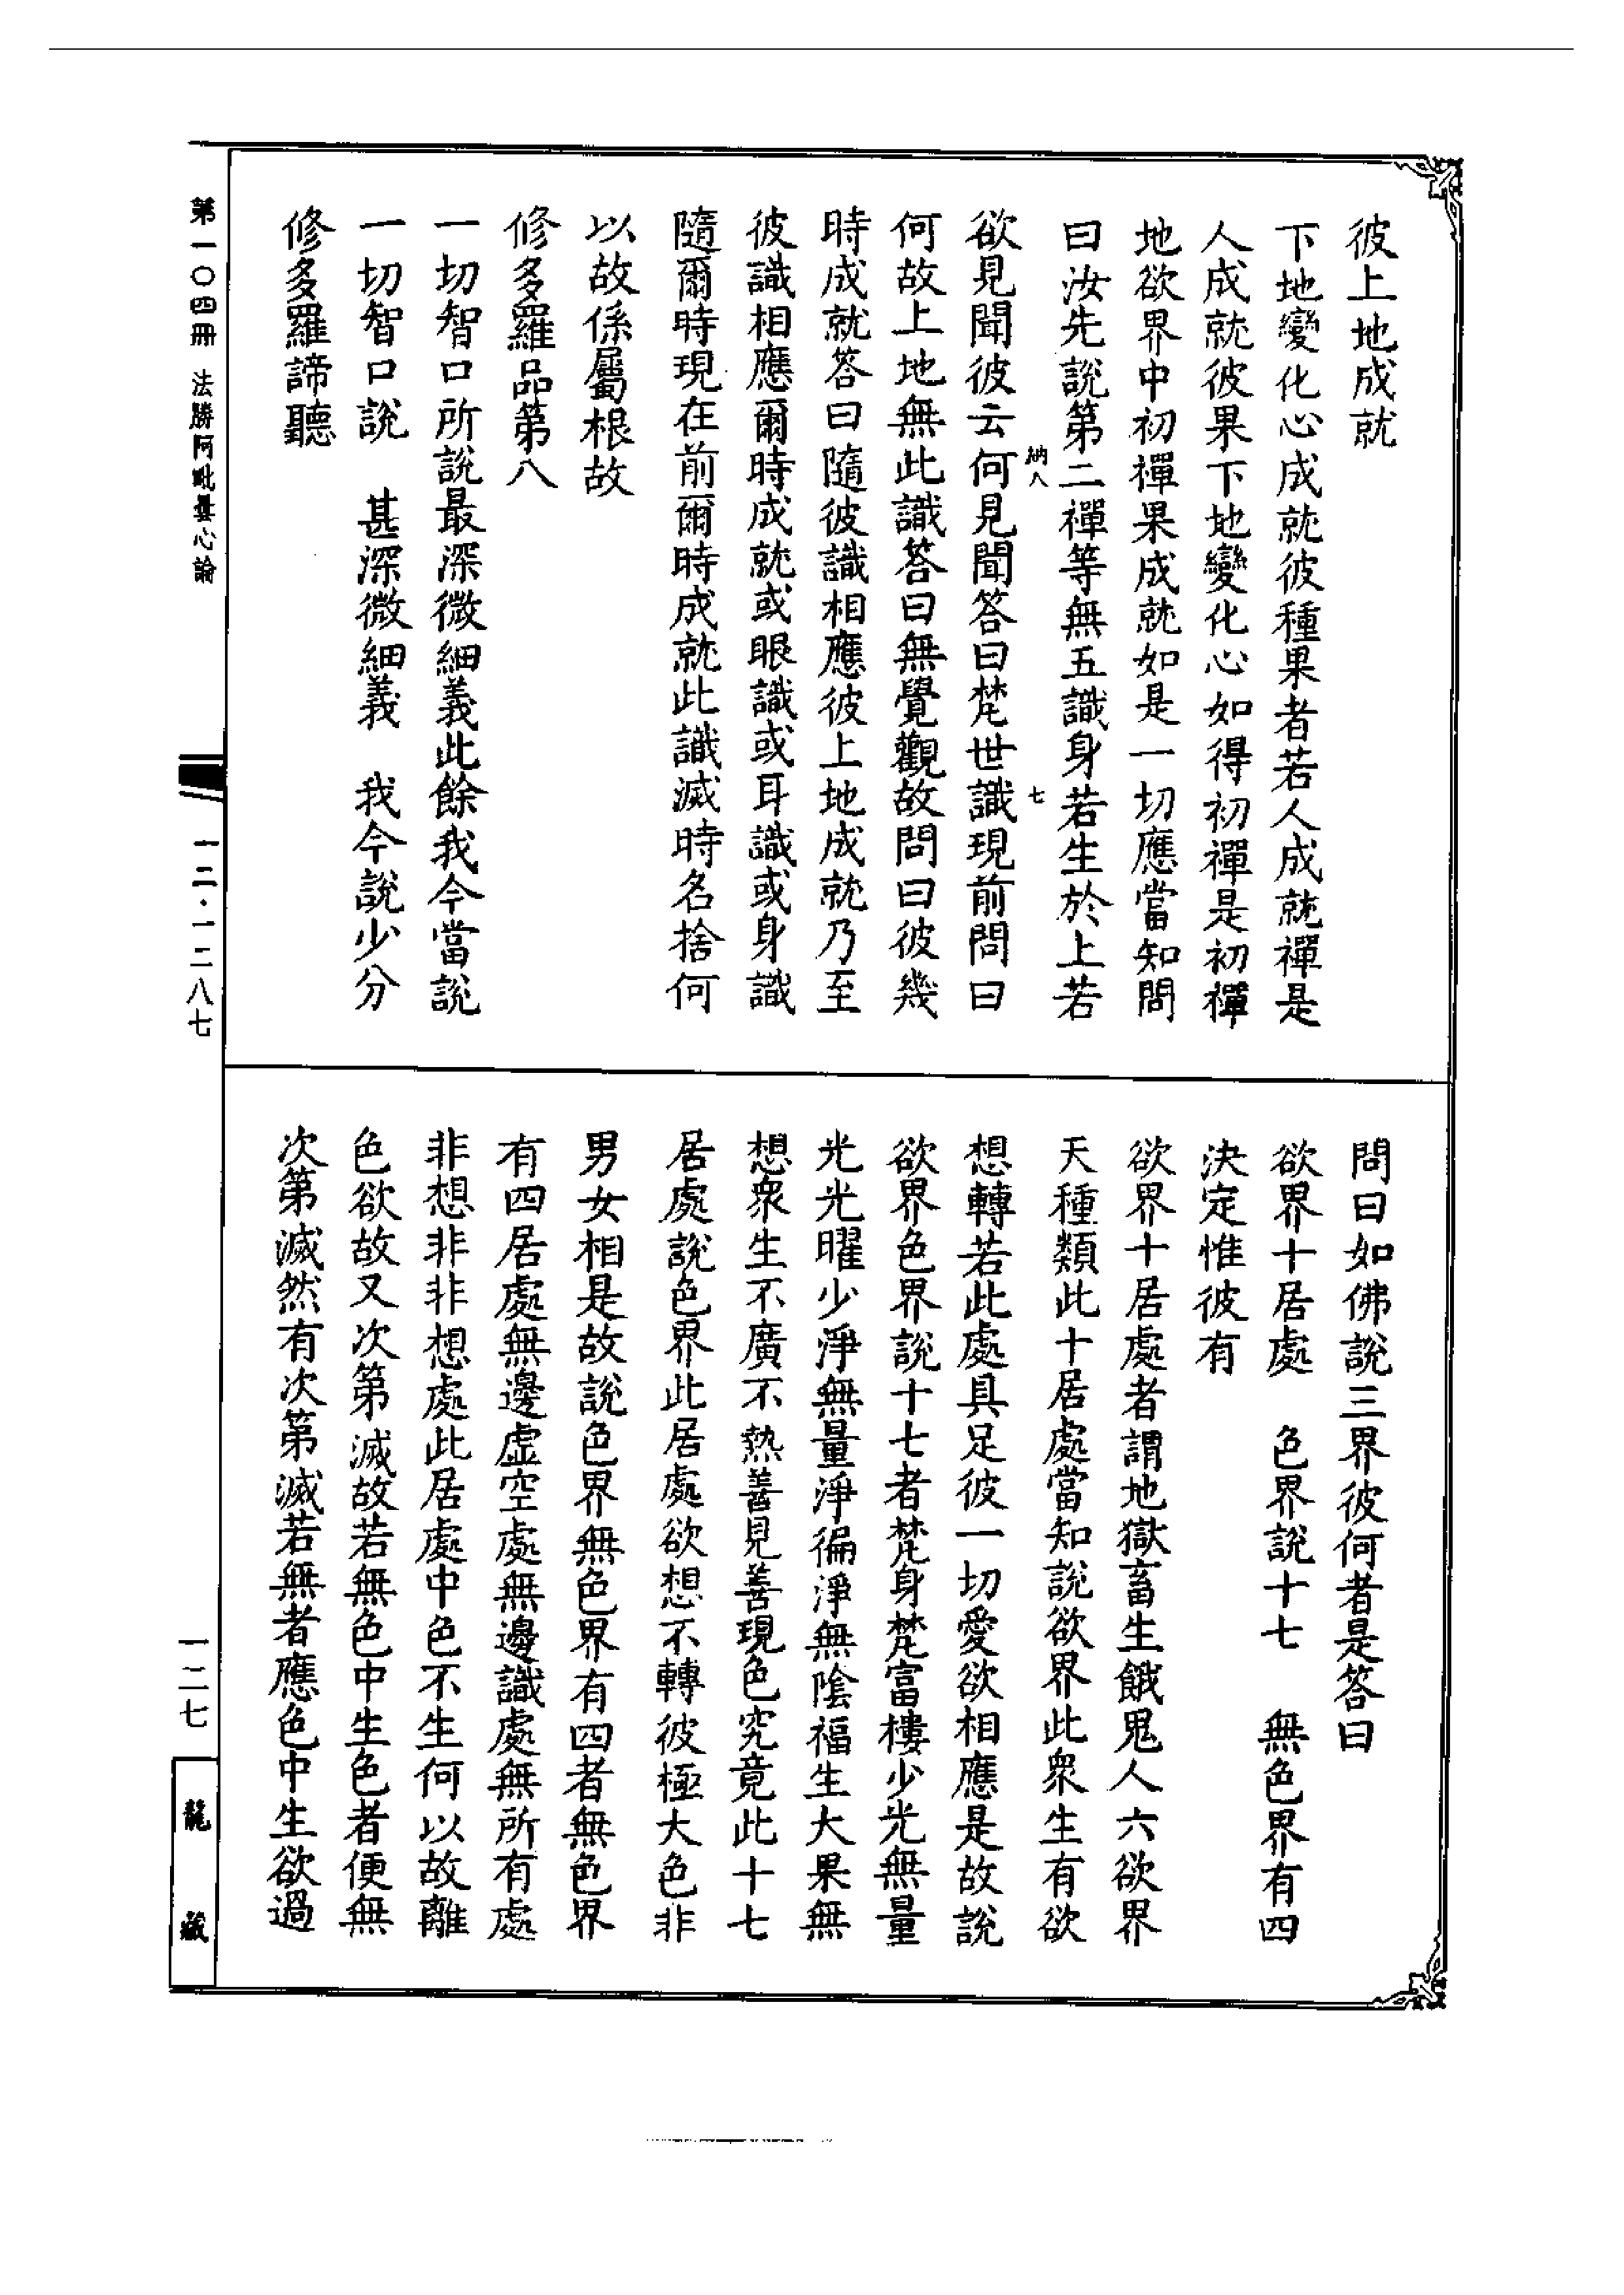 彼上地成就
下地變化心成就彼種果者若人成就禪是
人成就彼果下地變化心如得初禪是初禪
地欲界中初禪果成就如是一切應當知問
曰汝先說第二禪等無五識身若生於上若
納八 七
欲見聞彼云何見聞答曰梵世識現前問曰
何故上地無此識答曰無覺觀故問曰彼幾
時成就答曰隨彼識相應彼上地成就乃至
彼識相應爾時成就或眼識或耳識或身識
隨爾時現在前爾時成就此識滅時名捨何
以故係屬根故
修多羅品第八
一切智口所說最深微細義此餘我今當說
一切智口說 甚深微細義 我今說少分
修多羅諦聽
問曰如佛說三界彼何者是答曰
欲界十居處 色界說十七 無色界有四
決定惟彼有
欲界十居處者謂地獄畜生餓鬼人六欲界
天種類此十居處當知說欲界此衆生有欲
想轉若此處具足彼一切愛欲相應是故說
欲界色界說十七者梵身梵富樓少光無量
光光曜少淨無量淨徧淨無陰福生大果無
想衆生不廣不熱善見善現色究竟此十七
居處說色界此居處欲想不轉彼極大色非
男女相是故說色界無色界有四者無色界
有四居處無邊虛空處無邊識處無所有處
非想非非想處此居處中色不生何以故離
色欲故又次第滅故若無色中生色者便無
次第滅然有次第滅若無者應色中生欲過
第一〇四冊 法勝阿毗曇心論
一二·一二八七
一二七
龍藏